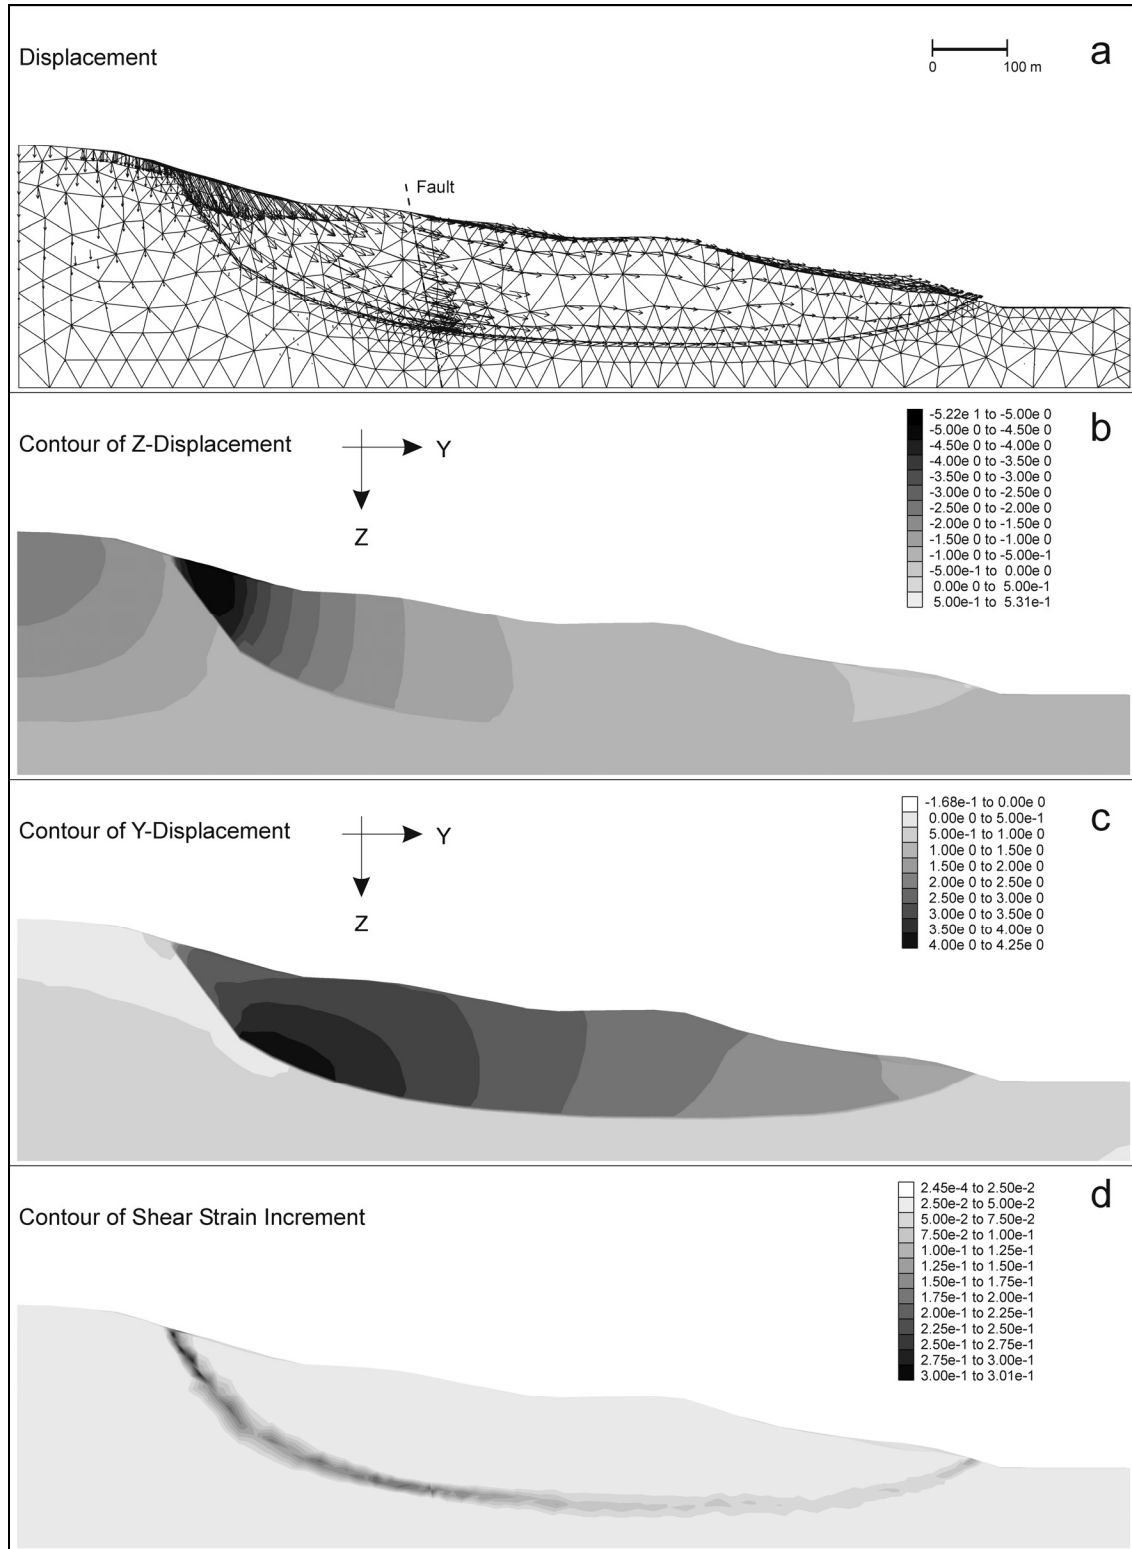 Displacement
0 100 m
a
Fault
Contour of Z-Displacement
Y
Z
b
-5.22e 1 to -5.00e 0
-5.00e 0 to -4.50e 0
-4.50e 0 to -4.00e 0
-4.00e 0 to -3.50e 0
-3.50e 0 to -3.00e 0
-3.00e 0 to -2.50e 0
-2.50e 0 to -2.00e 0
-2.00e 0 to -1.50e 0
-1.50e 0 to -1.00e 0
-1.00e 0 to -5.00e-1
-5.00e-1 to 0.00e 0
0.00e 0 to 5.00e-1
5.00e-1 to 5.31e-1
Contour of Y-Displacement
Y
Z
c
-1.68e-1 to 0.00e 0
0.00e 0 to 5.00e-1
5.00e-1 to 1.00e 0
1.00e 0 to 1.50e 0
1.50e 0 to 2.00e 0
2.00e 0 to 2.50e 0
2.50e 0 to 3.00e 0
3.00e 0 to 3.50e 0
3.50e 0 to 4.00e 0
4.00e 0 to 4.25e 0
Contour of Shear Strain Increment
d
2.45e-4 to 2.50e-2
2.50e-2 to 5.00e-2
5.00e-2 to 7.50e-2
7.50e-2 to 1.00e-1
1.00e-1 to 1.25e-1
1.25e-1 to 1.50e-1
1.50e-1 to 1.75e-1
1.75e-1 to 2.00e-1
2.00e-1 to 2.25e-1
2.25e-1 to 2.50e-1
2.50e-1 to 2.75e-1
2.75e-1 to 3.00e-1
3.00e-1 to 3.01e-1